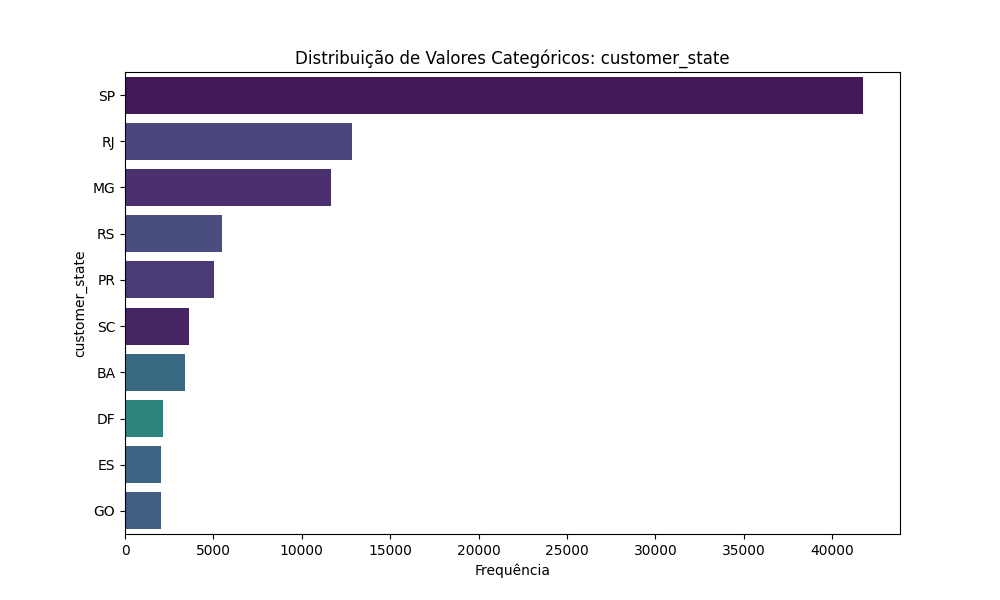 Distribuição de Valores Categóricos: customer_state
customer_state
SP
RJ
MG
RS
PR
SC
BA
DF
ES
GO
0 5000 10000 15000 20000 25000 30000 35000 40000
Frequência